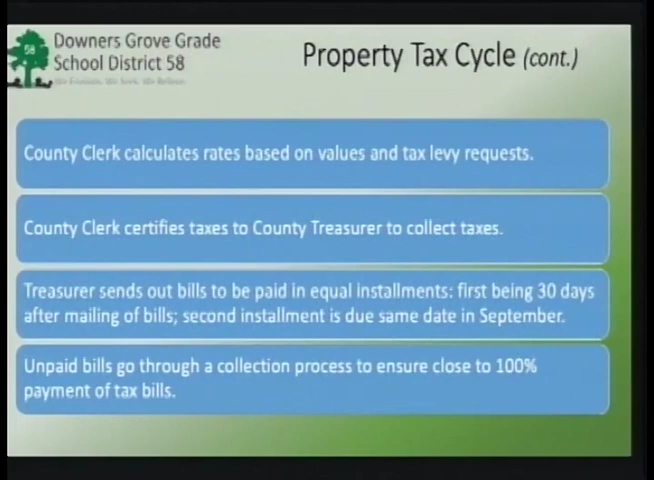 58
Downers Grove Grade
School District 58
Property Tax Cycle (cont.)
County Clerk calculates rates based on values and tax levy requests.
County Clerk certifies taxes to County Treasurer to collect taxes.
Treasurer sends out bills to be paid in equal installments: first being 30 days
after mailing of bills; second installment is due same date in September.
Unpaid bills go through a collection process to ensure close to 100%
payment of tax bills.